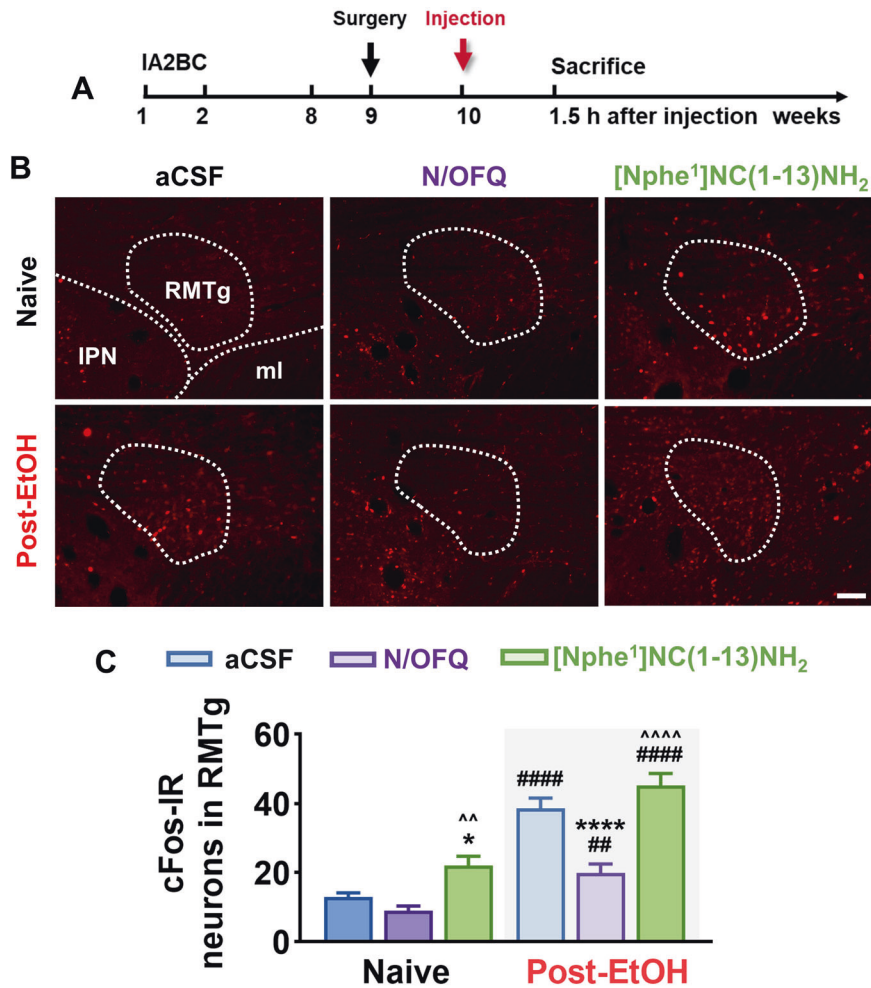 Surgery Injection
IA2BC Sacrifice
A
1 2 8 9 10 1.5 h after injection weeks
B
aCSF N/OFQ [Nphe¹]NC(1-13)NH₂
Naive
RMTg
IPN
ml
Post-EtOH
C
aCSF N/OFQ [Nphe¹]NC(1-13)NH₂
cFos-IR
neurons in RMTg
60
40
20
0
^^
*
####
****
##
^^^^
####
Naive Post-EtOH